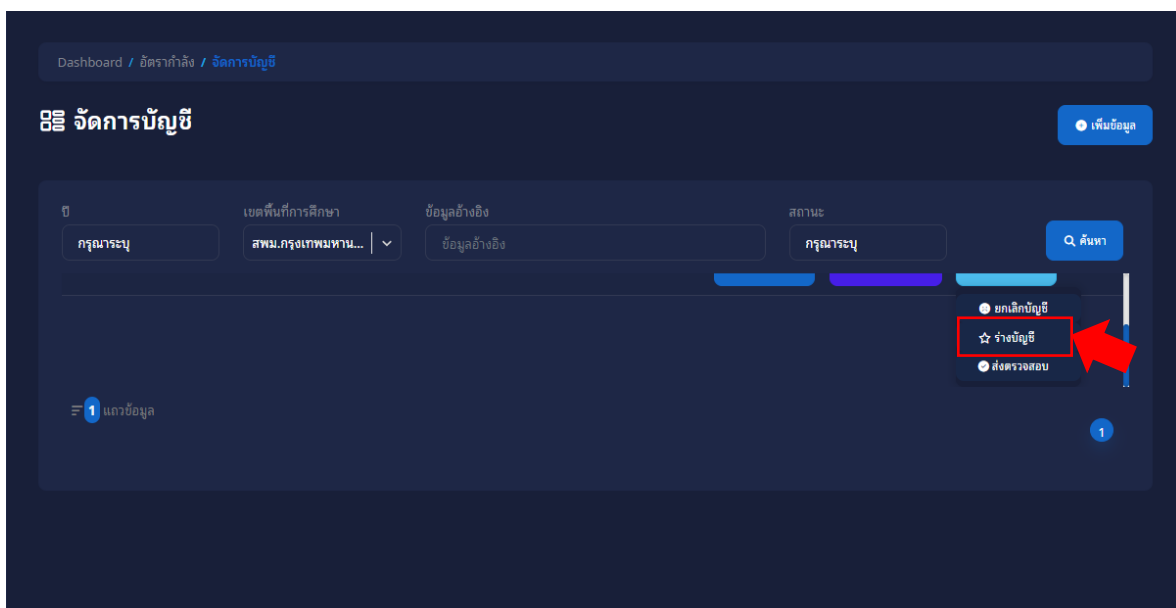 Dashboard / อัตรากำลัง / จัดการบัญชี
จัดการบัญชี
เพิ่มข้อมูล
ปี เขตพื้นที่การศึกษา ข้อมูลอ้างอิง สถานะ
กรุณาระบุ สพม.กรุงเทพมหาน... ข้อมูลอ้างอิง กรุณาระบุ ค้นหา
ยกเลิกบัญชี
ร่างบัญชี
ส่งตรวจสอบ
1 แถวข้อมูล
1